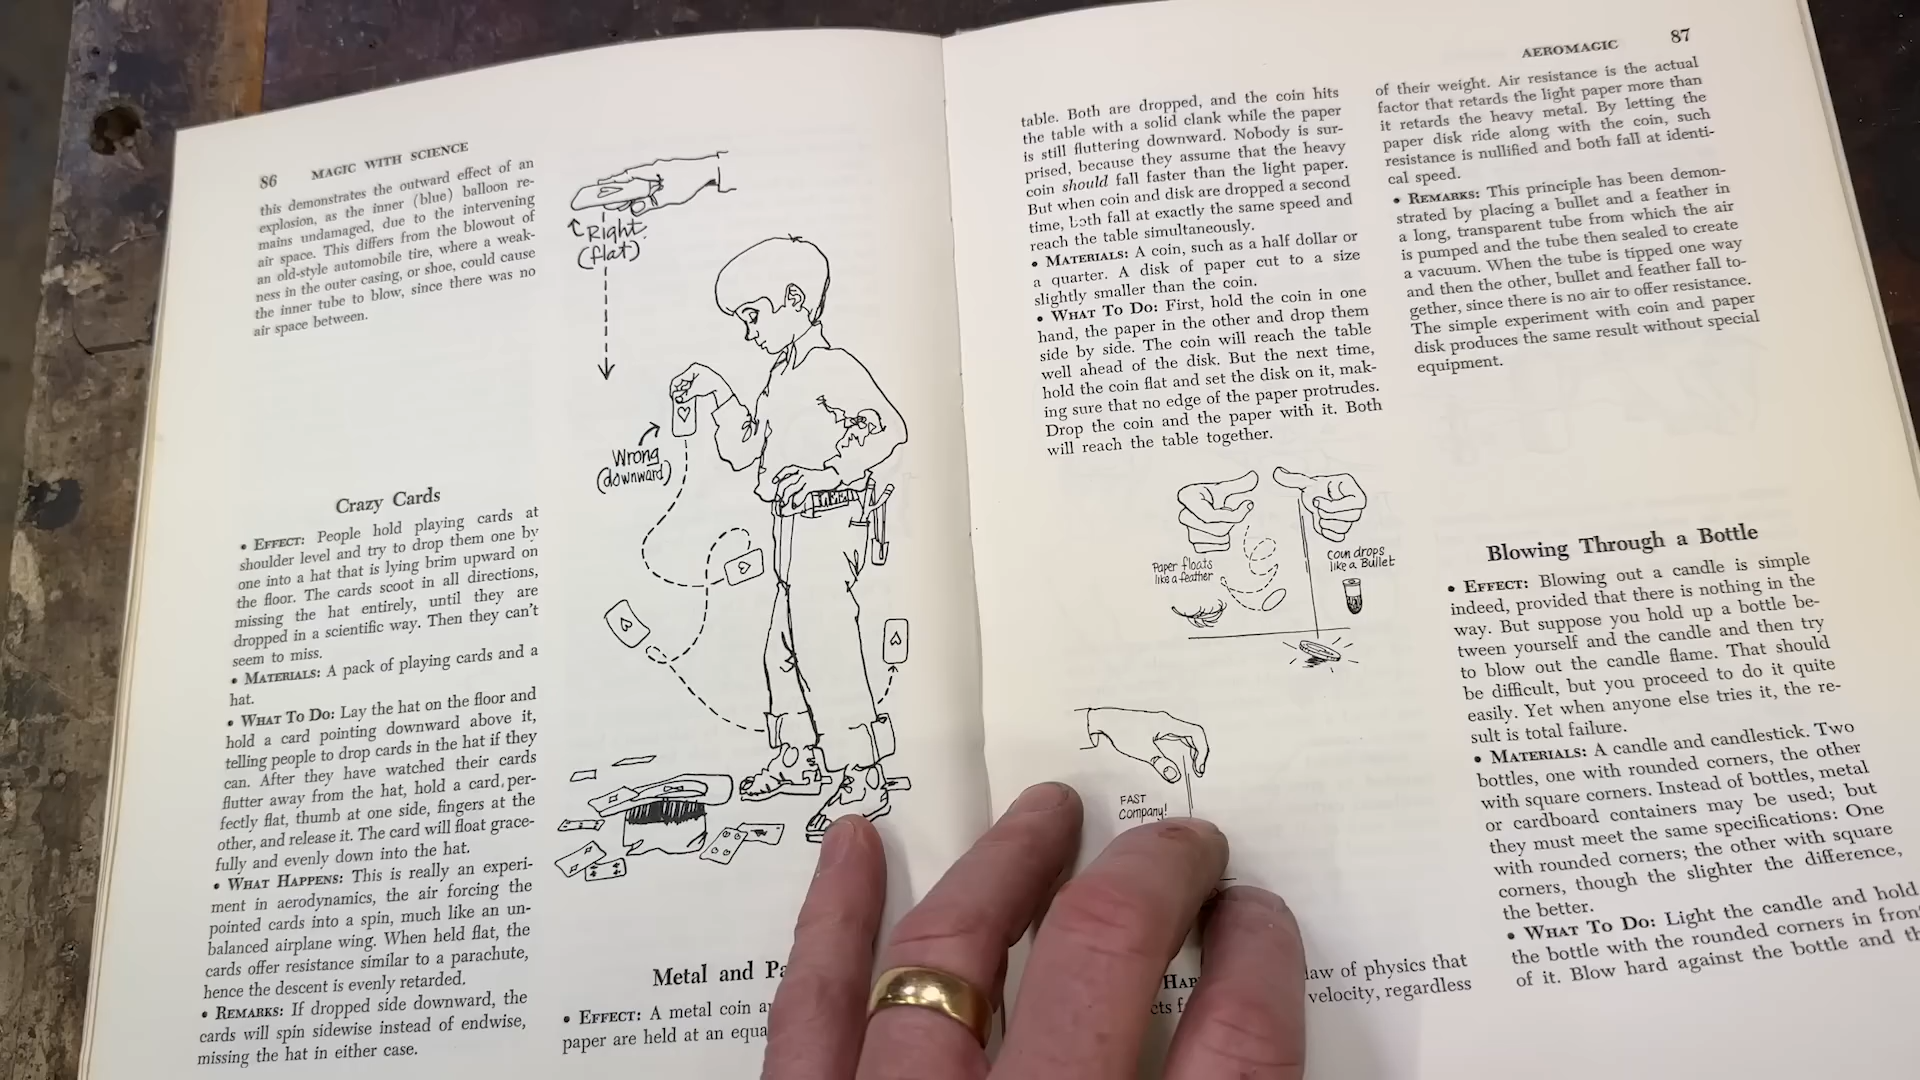 86 MAGIC WITH SCIENCE
this demonstrates the outward effect of an
explosion, as the inner (blue) balloon re-
mains undamaged, due to the intervening
air space. This differs from the blowout of
an old-style automobile tire, where a weak-
ness in the outer casing, or shoe, could cause
the inner tube to blow, since there was no
air space between.
Crazy Cards
• EFFECT: People hold playing cards at
shoulder level and try to drop them one by
one into a hat that is lying brim upward on
the floor. The cards scoot in all directions,
missing the hat entirely, until they are
dropped in a scientific way. Then they can't
seem to miss.
• MATERIALS: A pack of playing cards and a
hat.
• WHAT TO DO: Lay the hat on the floor and
hold a card pointing downward above it,
telling people to drop cards in the hat if they
can. After they have watched their cards
flutter away from the hat, hold a card, per-
fectly flat, thumb at one side, fingers at the
other, and release it. The card will float grace-
fully and evenly down into the hat.
• WHAT HAPPENS: This is really an experi-
ment in aerodynamics, the air forcing the
pointed cards into a spin, much like an un-
balanced airplane wing. When held flat, the
cards offer resistance similar to a parachute,
hence the descent is evenly retarded.
• REMARKS: If dropped side downward, the
cards will spin sidewise instead of endwise,
missing the hat in either case.
Right
(flat)
Wrong
(downward)
Metal and Pa
• EFFECT: A metal coin a
paper are held at an equa
AEROMAGIC 87
table. Both are dropped, and the coin hits
the table with a solid clank while the paper
is still fluttering downward. Nobody is sur-
prised, because they assume that the heavy
coin should fall faster than the light paper.
But when coin and disk are dropped a second
time, both fall at exactly the same speed and
reach the table simultaneously.
• MATERIALS: A coin, such as a half dollar or
a quarter. A disk of paper cut to a size
slightly smaller than the coin.
• WHAT TO DO: First, hold the coin in one
hand, the paper in the other and drop them
side by side. The coin will reach the table
well ahead of the disk. But the next time,
hold the coin flat and set the disk on it, mak-
ing sure that no edge of the paper protrudes.
Drop the coin and the paper with it. Both
will reach the table together.
Paper floats
like a feather
Coin drops
like a Bullet
FAST
Company!
HAP
law of physics that
cts f
velocity, regardless
of their weight. Air resistance is the actual
factor that retards the light paper more than
it retards the heavy metal. By letting the
paper disk ride along with the coin, such
resistance is nullified and both fall at identi-
cal speed.
• REMARKS: This principle has been demon-
strated by placing a bullet and a feather in
a long, transparent tube from which the air
is pumped and the tube then sealed to create
a vacuum. When the tube is tipped one way
and then the other, bullet and feather fall to-
gether, since there is no air to offer resistance.
The simple experiment with coin and paper
disk produces the same result without special
equipment.
Blowing Through a Bottle
• EFFECT: Blowing out a candle is simple
indeed, provided that there is nothing in the
way. But suppose you hold up a bottle be-
tween yourself and the candle and then try
to blow out the candle flame. That should
be difficult, but you proceed to do it quite
easily. Yet when anyone else tries it, the re-
sult is total failure.
• MATERIALS: A candle and candlestick. Two
bottles, one with rounded corners, the other
with square corners. Instead of bottles, metal
or cardboard containers may be used; but
they must meet the same specifications: One
with rounded corners; the other with square
corners, though the slighter the difference,
the better.
• WHAT TO DO: Light the candle and hold
the bottle with the rounded corners in front
of it. Blow hard against the bottle and th